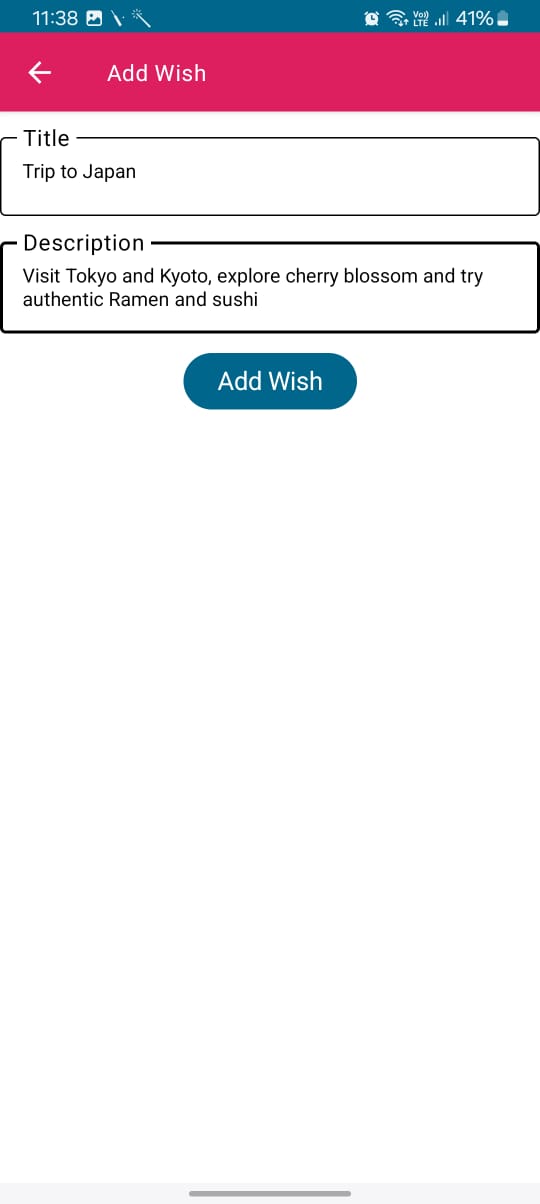 11:38 Vo)) LTE 41%
Add Wish
Title
Trip to Japan
Description
Visit Tokyo and Kyoto, explore cherry blossom and try
authentic Ramen and sushi
Add Wish